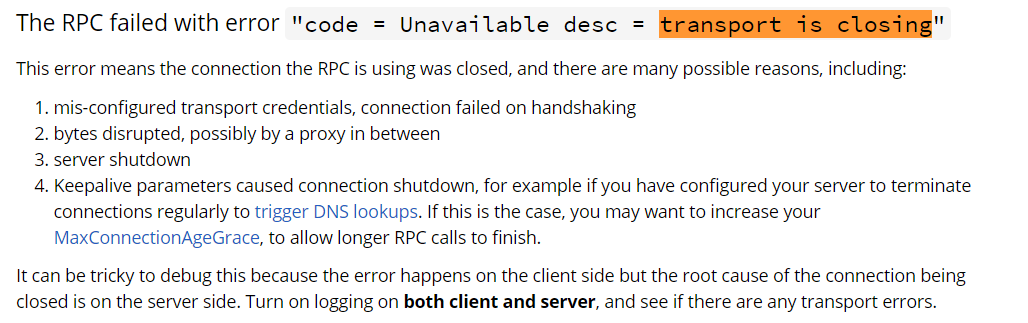 The RPC failed with error "code = Unavailable desc = transport is closing"
This error means the connection the RPC is using was closed, and there are many possible reasons, including:
1. mis-configured transport credentials, connection failed on handshaking
2. bytes disrupted, possibly by a proxy in between
3. server shutdown
4. Keepalive parameters caused connection shutdown, for example if you have configured your server to terminate
connections regularly to trigger DNS lookups. If this is the case, you may want to increase your
MaxConnectionAgeGrace, to allow longer RPC calls to finish.
It can be tricky to debug this because the error happens on the client side but the root cause of the connection being
closed is on the server side. Turn on logging on both client and server, and see if there are any transport errors.